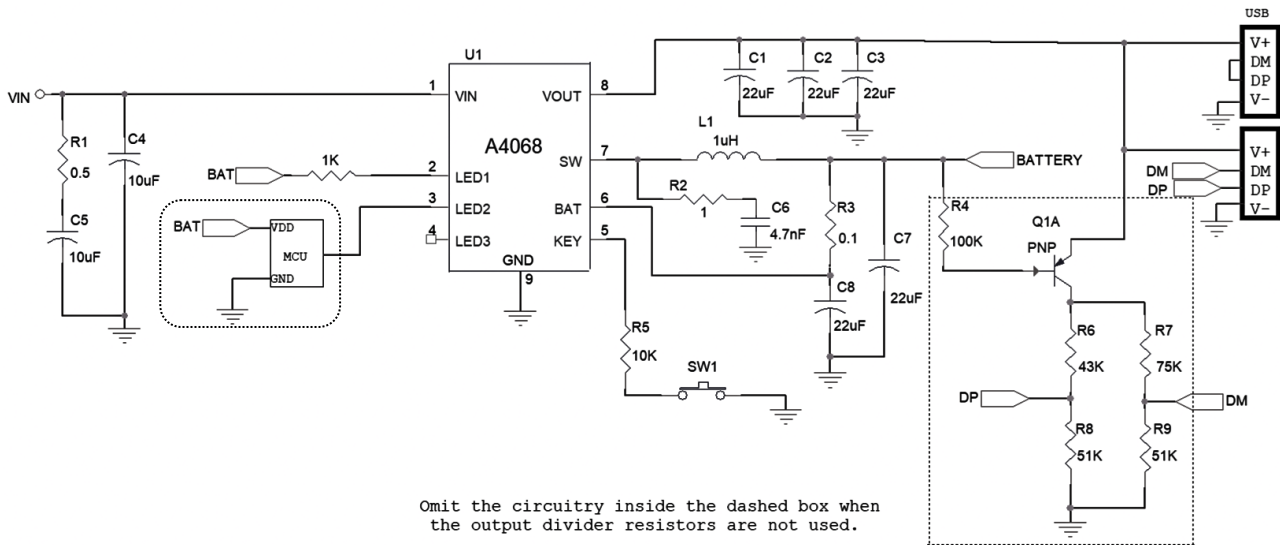 USB
V+
DM
DP
V-
V+
DM
DP
V-
DM
DP
VIN
R1
0.5
C5
10uF
C4
10uF
BAT
1K
BAT
VDD
MCU
GND
U1
A4068
1
VIN
2
LED1
3
LED2
4
LED3
GND
9
8
VOUT
7
SW
6
BAT
5
KEY
C1
22uF
C2
22uF
C3
22uF
L1
1uH
R2
1
C6
4.7nF
R3
0.1
C7
22uF
C8
22uF
BATTERY
R5
10K
SW1
R4
100K
Q1A
PNP
R6
43K
R7
75K
DP
DM
R8
51K
R9
51K
Omit the circuitry inside the dashed box when
the output divider resistors are not used.